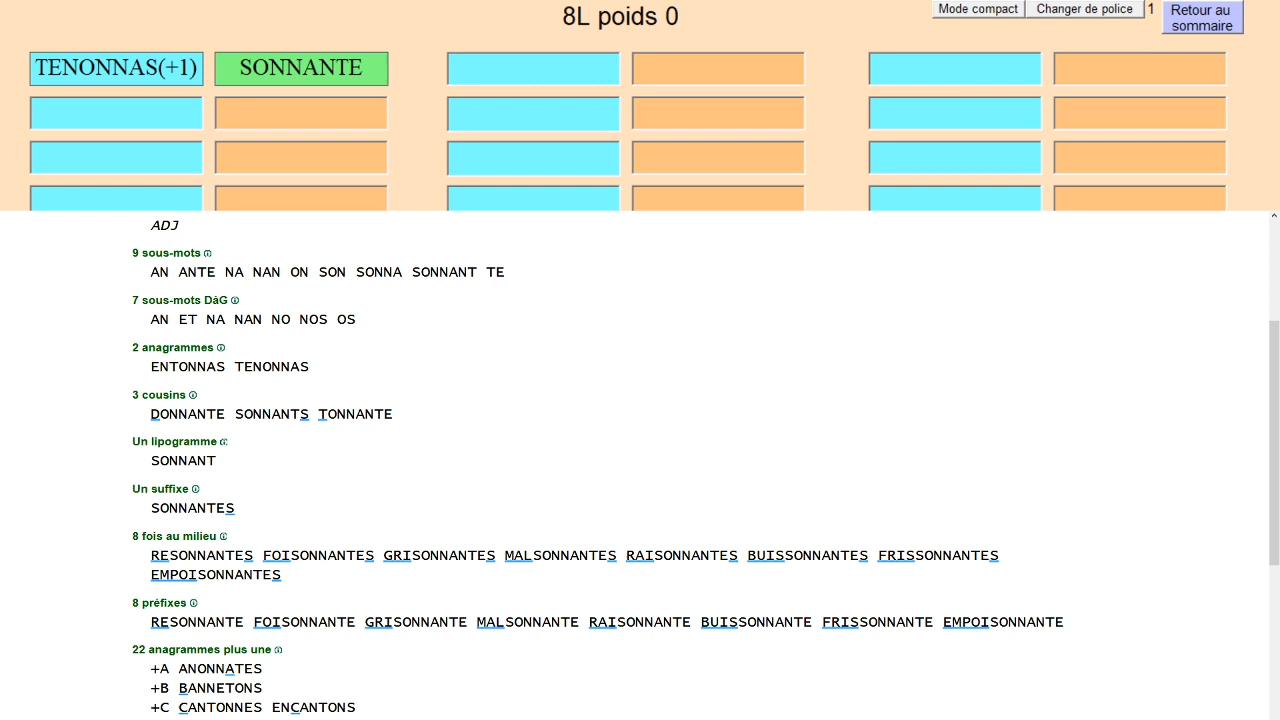 8L poids 0
Mode compact
Changer de police
1
Retour au
sommaire
TENONNAS(+1)
SONNANTE
ADJ
9 sous-mots
AN ANTE NA NAN ON SON SONNA SONNANT TE
7 sous-mots DàG
AN ET NA NAN NO NOS OS
2 anagrammes
ENTONNAS TENONNAS
3 cousins
DONNANTE SONNANTS TONNANTE
Un lipogramme
SONNANT
Un suffixe
SONNANTES
8 fois au milieu
RESONNANTES FOISONNANTES GRISONNANTES MALSONNANTES RAISONNANTES BUISSONNANTES FRISSONNANTES
EMPOISONNANTES
8 préfixes
RESONNANTE FOISONNANTE GRISONNANTE MALSONNANTE RAISONNANTE BUISSONNANTE FRISSONNANTE EMPOISONNANTE
22 anagrammes plus une
+A ANONNATES
+B BANNETONS
+C CANTONNES ENCANTONS